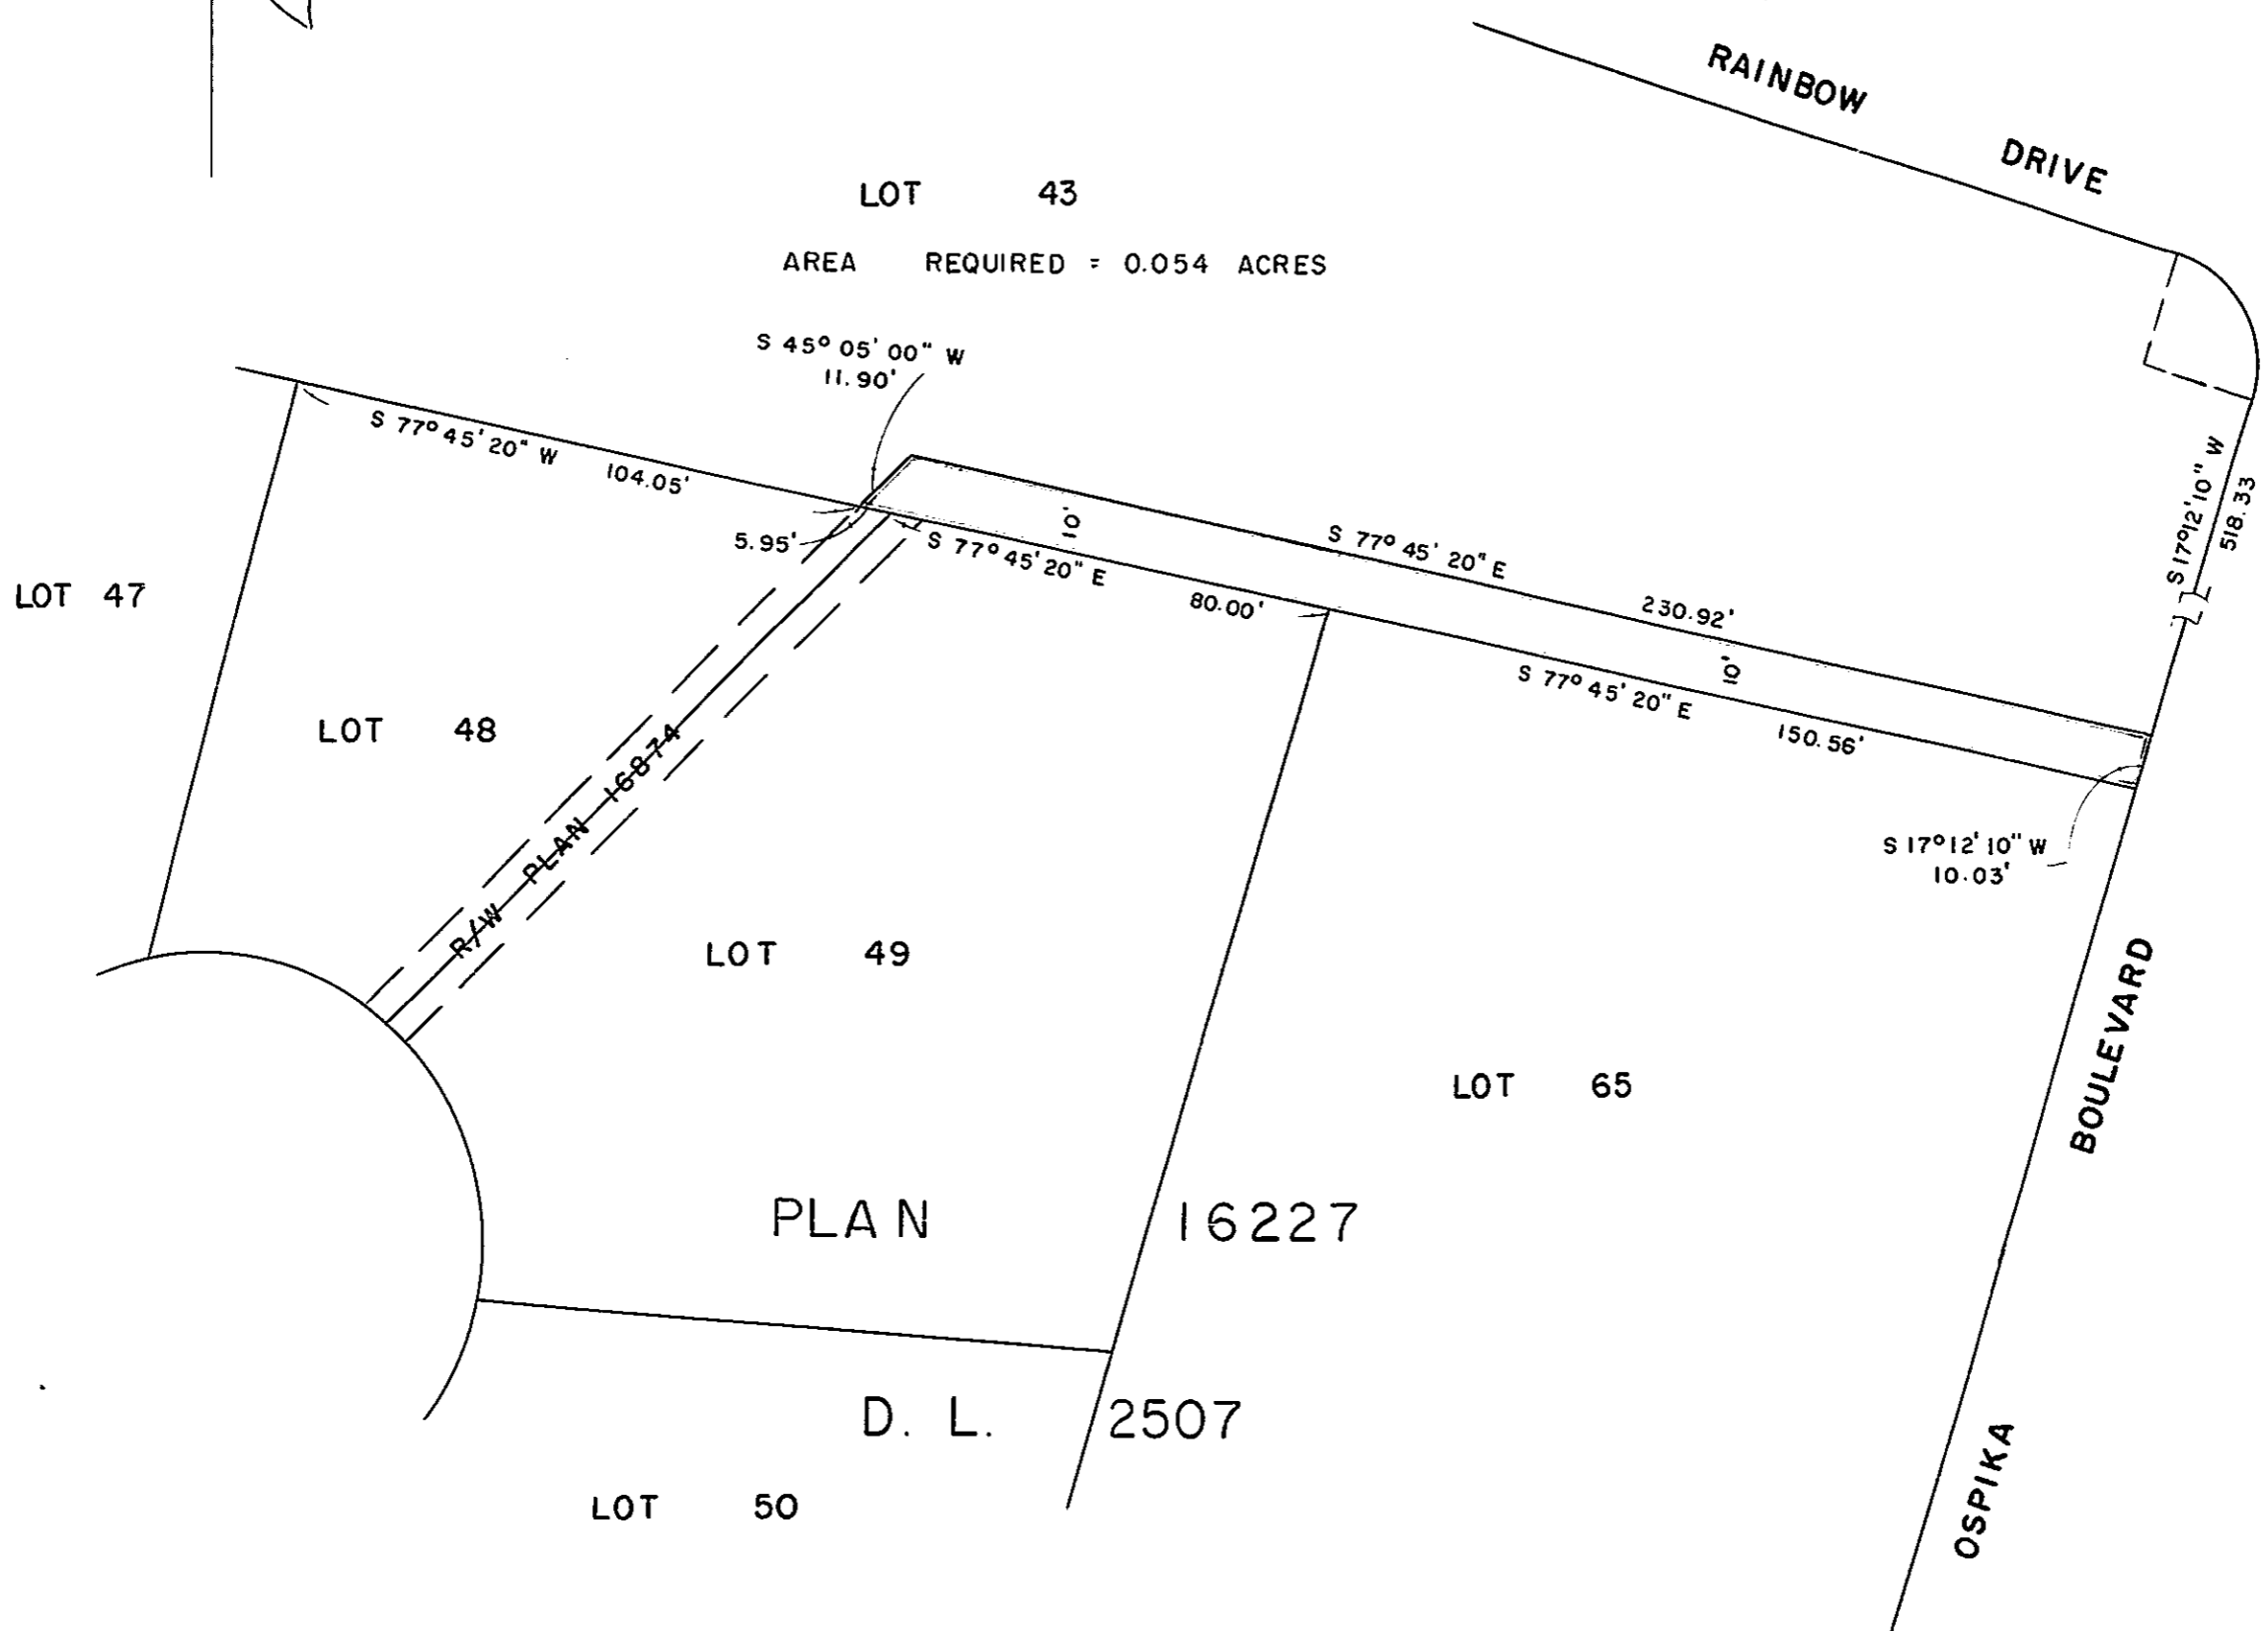 RAINBOW DRIVE
LOT 43
AREA REQUIRED = 0.054 ACRES
S 45° 05' 00" W
11.90'
S 77° 45' 20" W 104.05'
5.95'
10'
S 77° 45' 20" E 80.00'
S 77° 45' 20" E 230.92'
10'
S 77° 45' 20" E 150.56'
S 17° 12' 10" W
518.33
S 17° 12' 10" W
10.03'
LOT 47
LOT 48
R/W PLAN 16874
LOT 49
LOT 65
PLAN 16227
D. L. 2507
LOT 50
OSPIKA BOULEVARD